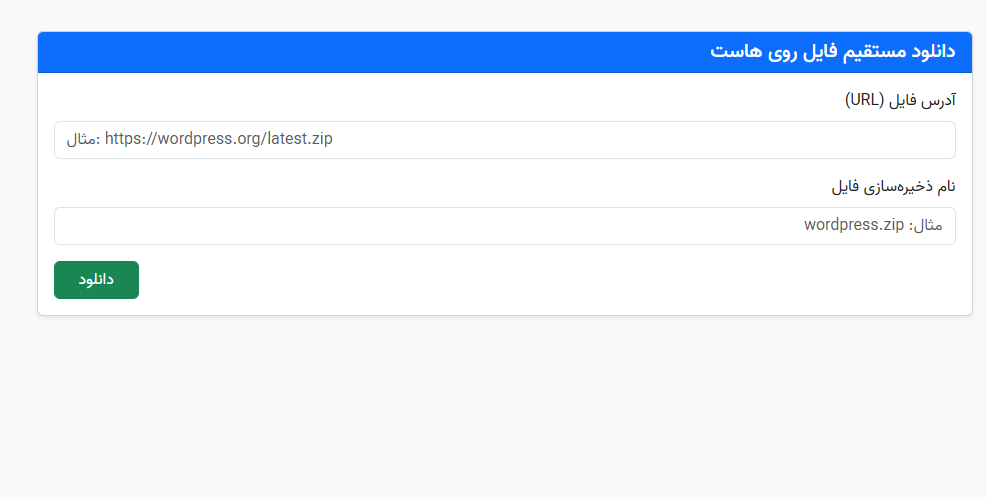 دانلود مستقیم فایل روی هاست
آدرس فایل (URL)
مثال: https://wordpress.org/latest.zip
نام ذخیره‌سازی فایل
مثال: wordpress.zip
دانلود